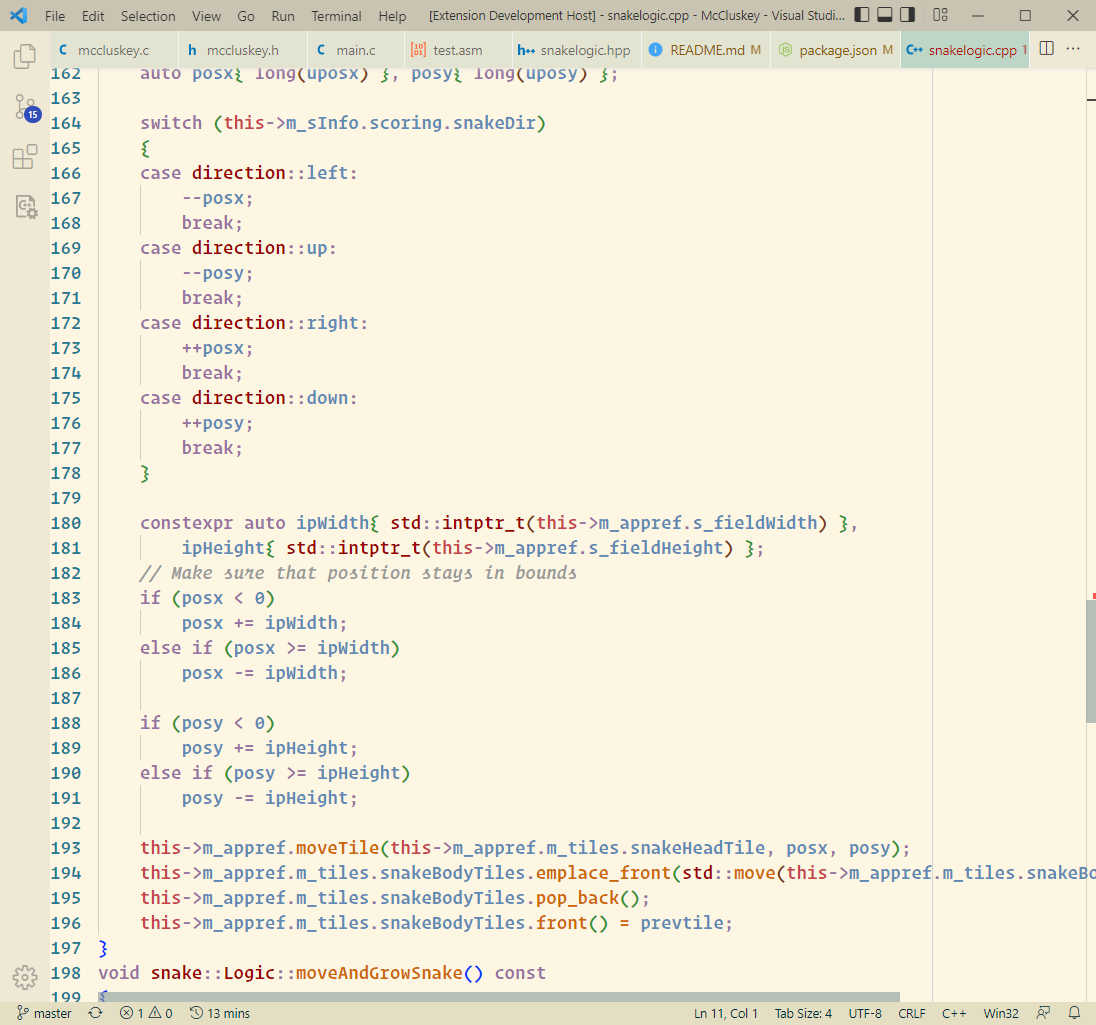 File Edit Selection View Go Run Terminal Help [Extension Development Host] - snakelogic.cpp - McCluskey - Visual Studi...
C mccluskey.c h mccluskey.h C main.c test.asm h++ snakelogic.hpp README.md M package.json M C++ snakelogic.cpp 1 ...
15
162 auto posx{ long(uposx) }, posy{ long(uposy) };
163
164 switch (this->m_sInfo.scoring.snakeDir)
165 {
166 case direction::left:
167 --posx;
168 break;
169 case direction::up:
170 --posy;
171 break;
172 case direction::right:
173 ++posx;
174 break;
175 case direction::down:
176 ++posy;
177 break;
178 }
179
180 constexpr auto ipWidth{ std::intptr_t(this->m_appref.s_fieldWidth) },
181 ipHeight{ std::intptr_t(this->m_appref.s_fieldHeight) };
182 // Make sure that position stays in bounds
183 if (posx < 0)
184 posx += ipWidth;
185 else if (posx >= ipWidth)
186 posx -= ipWidth;
187
188 if (posy < 0)
189 posy += ipHeight;
190 else if (posy >= ipHeight)
191 posy -= ipHeight;
192
193 this->m_appref.moveTile(this->m_appref.m_tiles.snakeHeadTile, posx, posy);
194 this->m_appref.m_tiles.snakeBodyTiles.emplace_front(std::move(this->m_appref.m_tiles.snakeBo
195 this->m_appref.m_tiles.snakeBodyTiles.pop_back();
196 this->m_appref.m_tiles.snakeBodyTiles.front() = prevtile;
197 }
198 void snake::Logic::moveAndGrowSnake() const
199 {
master 1 0 13 mins Ln 11, Col 1 Tab Size: 4 UTF-8 CRLF C++ Win32